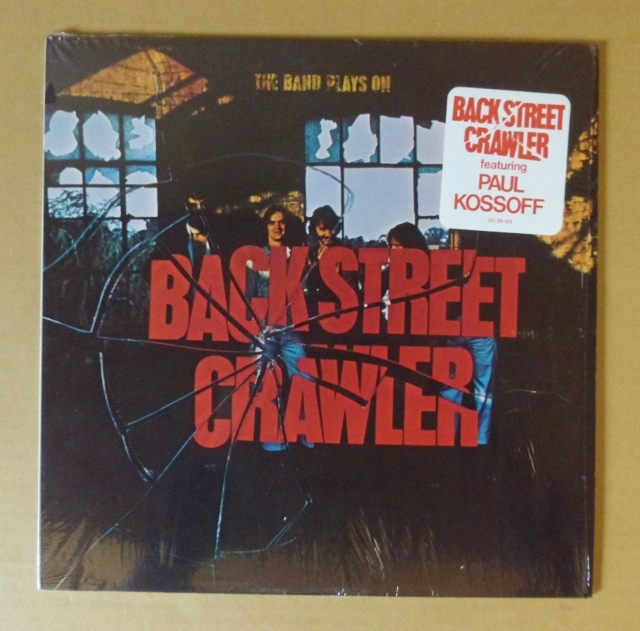 THE BAND PLAYS ON
BACK STREET
CRAWLER
featuring
PAUL
KOSSOFF
BACK STREET
CRAWLER